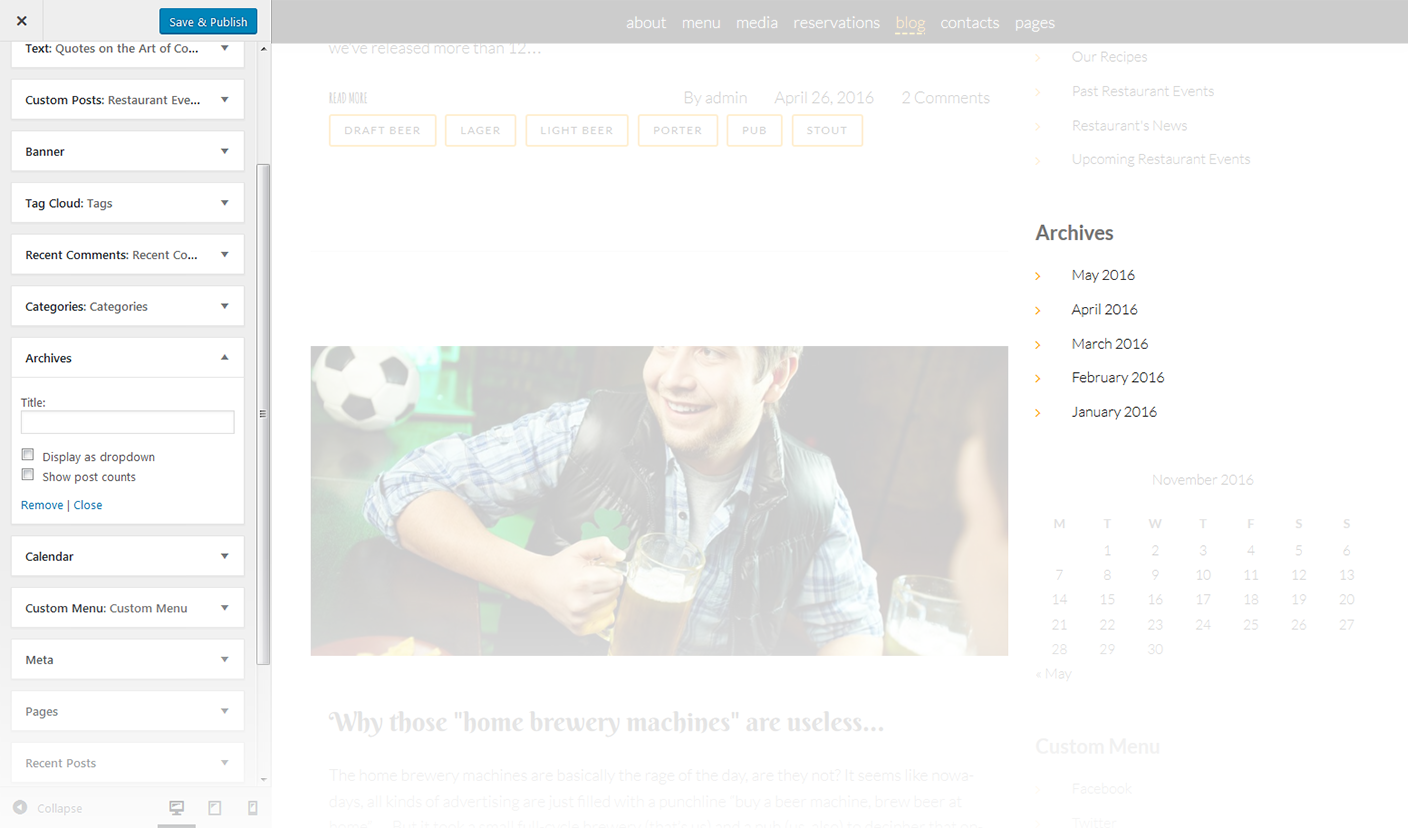 Save & Publish
Text: Quotes on the Art of Co...
Custom Posts: Restaurant Eve...
Banner
Tag Cloud: Tags
Recent Comments: Recent Co...
Categories: Categories
Archives
Title:
Display as dropdown
Show post counts
Remove | Close
Calendar
Custom Menu: Custom Menu
Meta
Pages
Recent Posts
Collapse
about menu media reservations blog contacts pages
we've released more than 12...
READ MORE By admin April 26, 2016 2 Comments
DRAFT BEER LAGER LIGHT BEER PORTER PUB STOUT
Why those "home brewery machines" are useless...
The home brewery machines are basically the rage of the day, are they not? It seems like nowa-
days, all kinds of advertising are just filled with a punchline "buy a beer machine, brew beer at
Our Recipes
Past Restaurant Events
Restaurant's News
Upcoming Restaurant Events
Archives
May 2016
April 2016
March 2016
February 2016
January 2016
November 2016
M T W T F S S
1 2 3 4 5 6
7 8 9 10 11 12 13
14 15 16 17 18 19 20
21 22 23 24 25 26 27
28 29 30
« May
Custom Menu
Facebook
Twitter